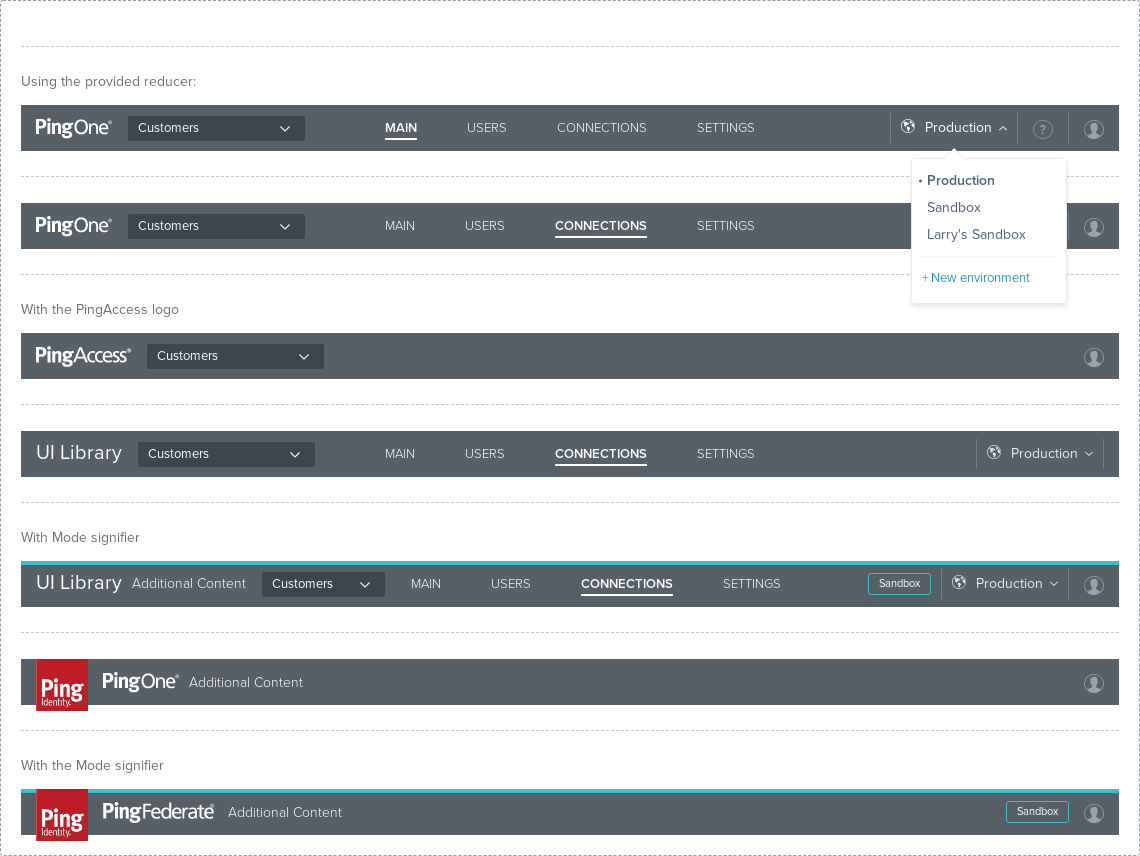 Using the provided reducer:
PingOne® Customers MAIN USERS CONNECTIONS SETTINGS Production ?
• Production
Sandbox
Larry's Sandbox
+ New environment
PingOne® Customers MAIN USERS CONNECTIONS SETTINGS
With the PingAccess logo
PingAccess® Customers
UI Library Customers MAIN USERS CONNECTIONS SETTINGS Production
With Mode signifier
UI Library Additional Content Customers MAIN USERS CONNECTIONS SETTINGS Sandbox Production
Ping Identity. PingOne® Additional Content
With the Mode signifier
Ping Identity. PingFederate® Additional Content Sandbox